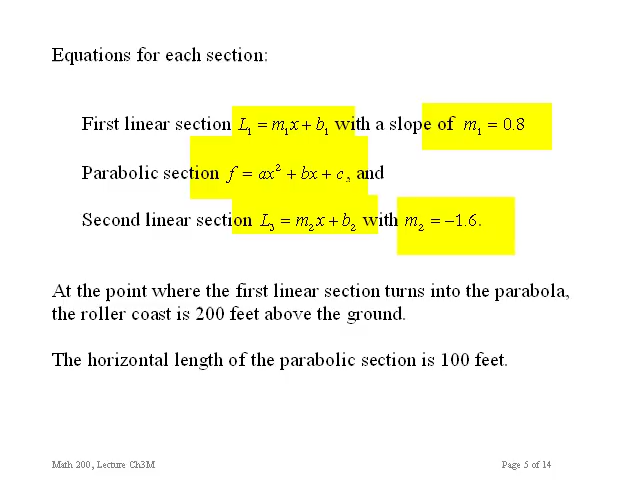 Equations for each section:
First linear section L₁ = m₁x + b₁ with a slope of m₁ = 0.8
Parabolic section f = ax² + bx + c, and
Second linear section L₃ = m₂x + b₂ with m₂ = −1.6.
At the point where the first linear section turns into the parabola,
the roller coast is 200 feet above the ground.
The horizontal length of the parabolic section is 100 feet.
Math 200, Lecture Ch3M Page 5 of 14